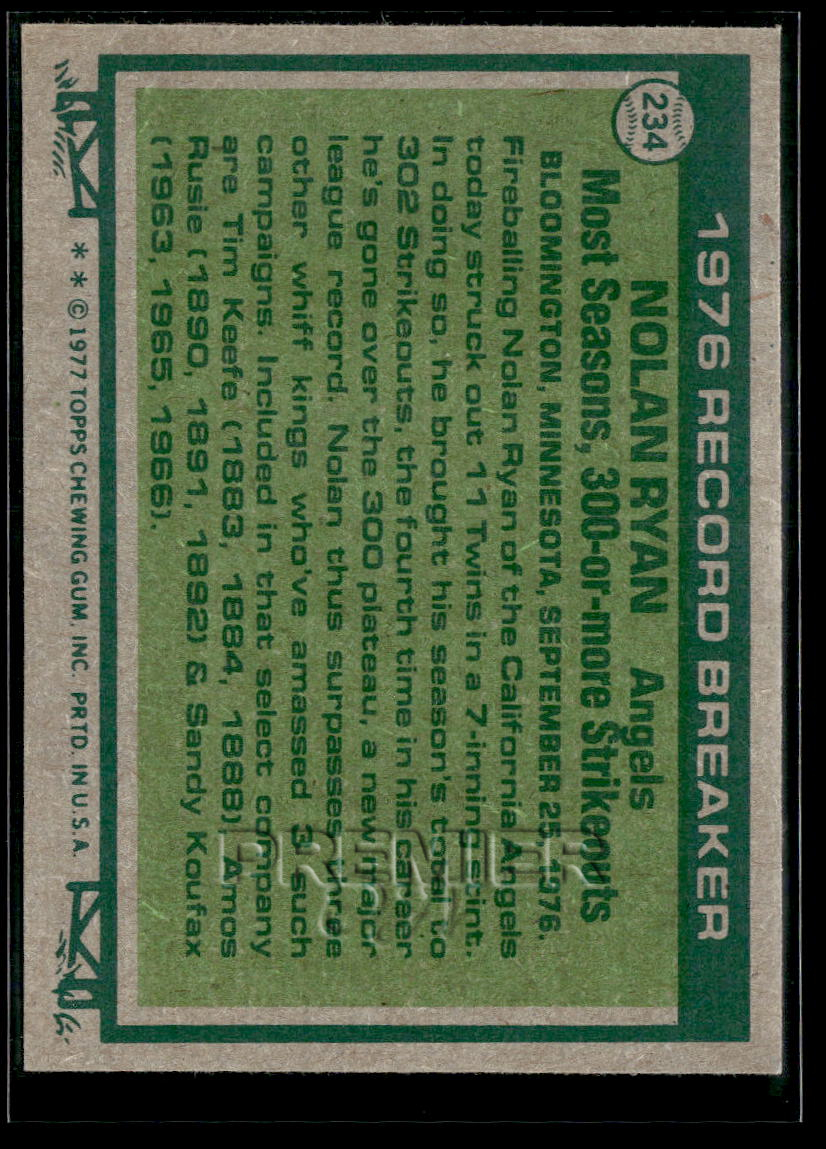 234
1976 RECORD BREAKER
NOLAN RYAN Angels
Most Seasons, 300-or-more Strikeouts
BLOOMINGTON, MINNESOTA, SEPTEMBER 25, 1976.
Fireballing Nolan Ryan of the California Angels
today struck out 11 Twins in a 7-inning stint.
In doing so, he brought his season's total to
302 Strikeouts, the fourth time in his career
he's gone over the 300 plateau, a new major
league record. Nolan thus surpasses three
other whiff kings who've amassed 3 such
campaigns. Included in that select company
are Tim Keefe (1883, 1884, 1888), Amos
Rusie (1890, 1891, 1892) & Sandy Koufax
(1963, 1965, 1966).
* * © 1977 TOPPS CHEWING GUM, INC. PRTD. IN U.S.A.
PREMIER